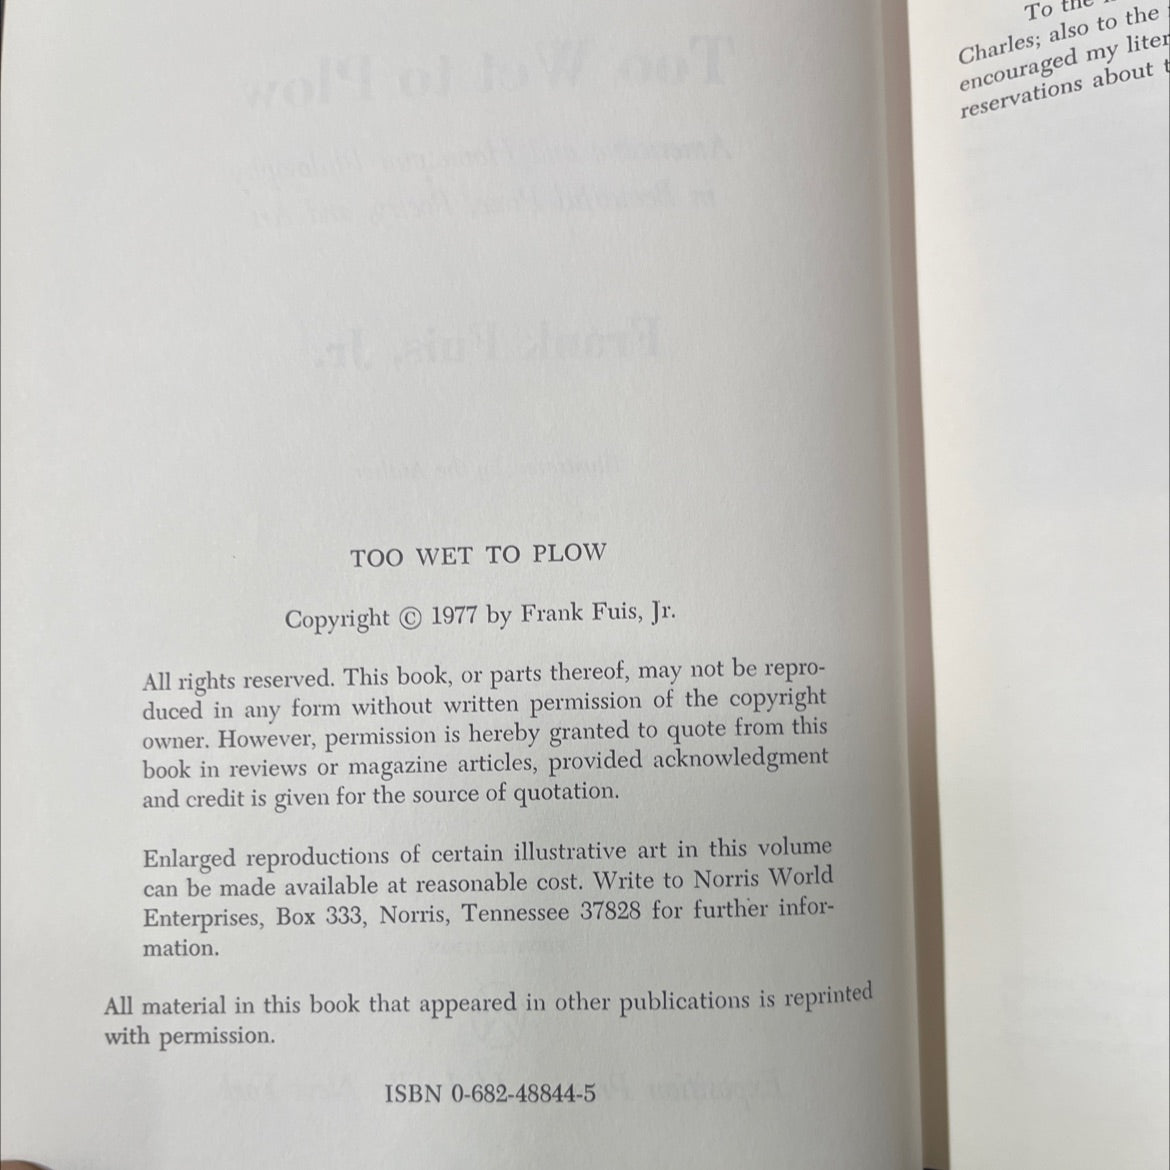 TOO WET TO PLOW
Copyright © 1977 by Frank Fuis, Jr.
All rights reserved. This book, or parts thereof, may not be repro-
duced in any form without written permission of the copyright
owner. However, permission is hereby granted to quote from this
book in reviews or magazine articles, provided acknowledgment
and credit is given for the source of quotation.
Enlarged reproductions of certain illustrative art in this volume
can be made available at reasonable cost. Write to Norris World
Enterprises, Box 333, Norris, Tennessee 37828 for further infor-
mation.
All material in this book that appeared in other publications is reprinted
with permission.
ISBN 0-682-48844-5
To the
Charles; also to the
encouraged my liter
reservations about